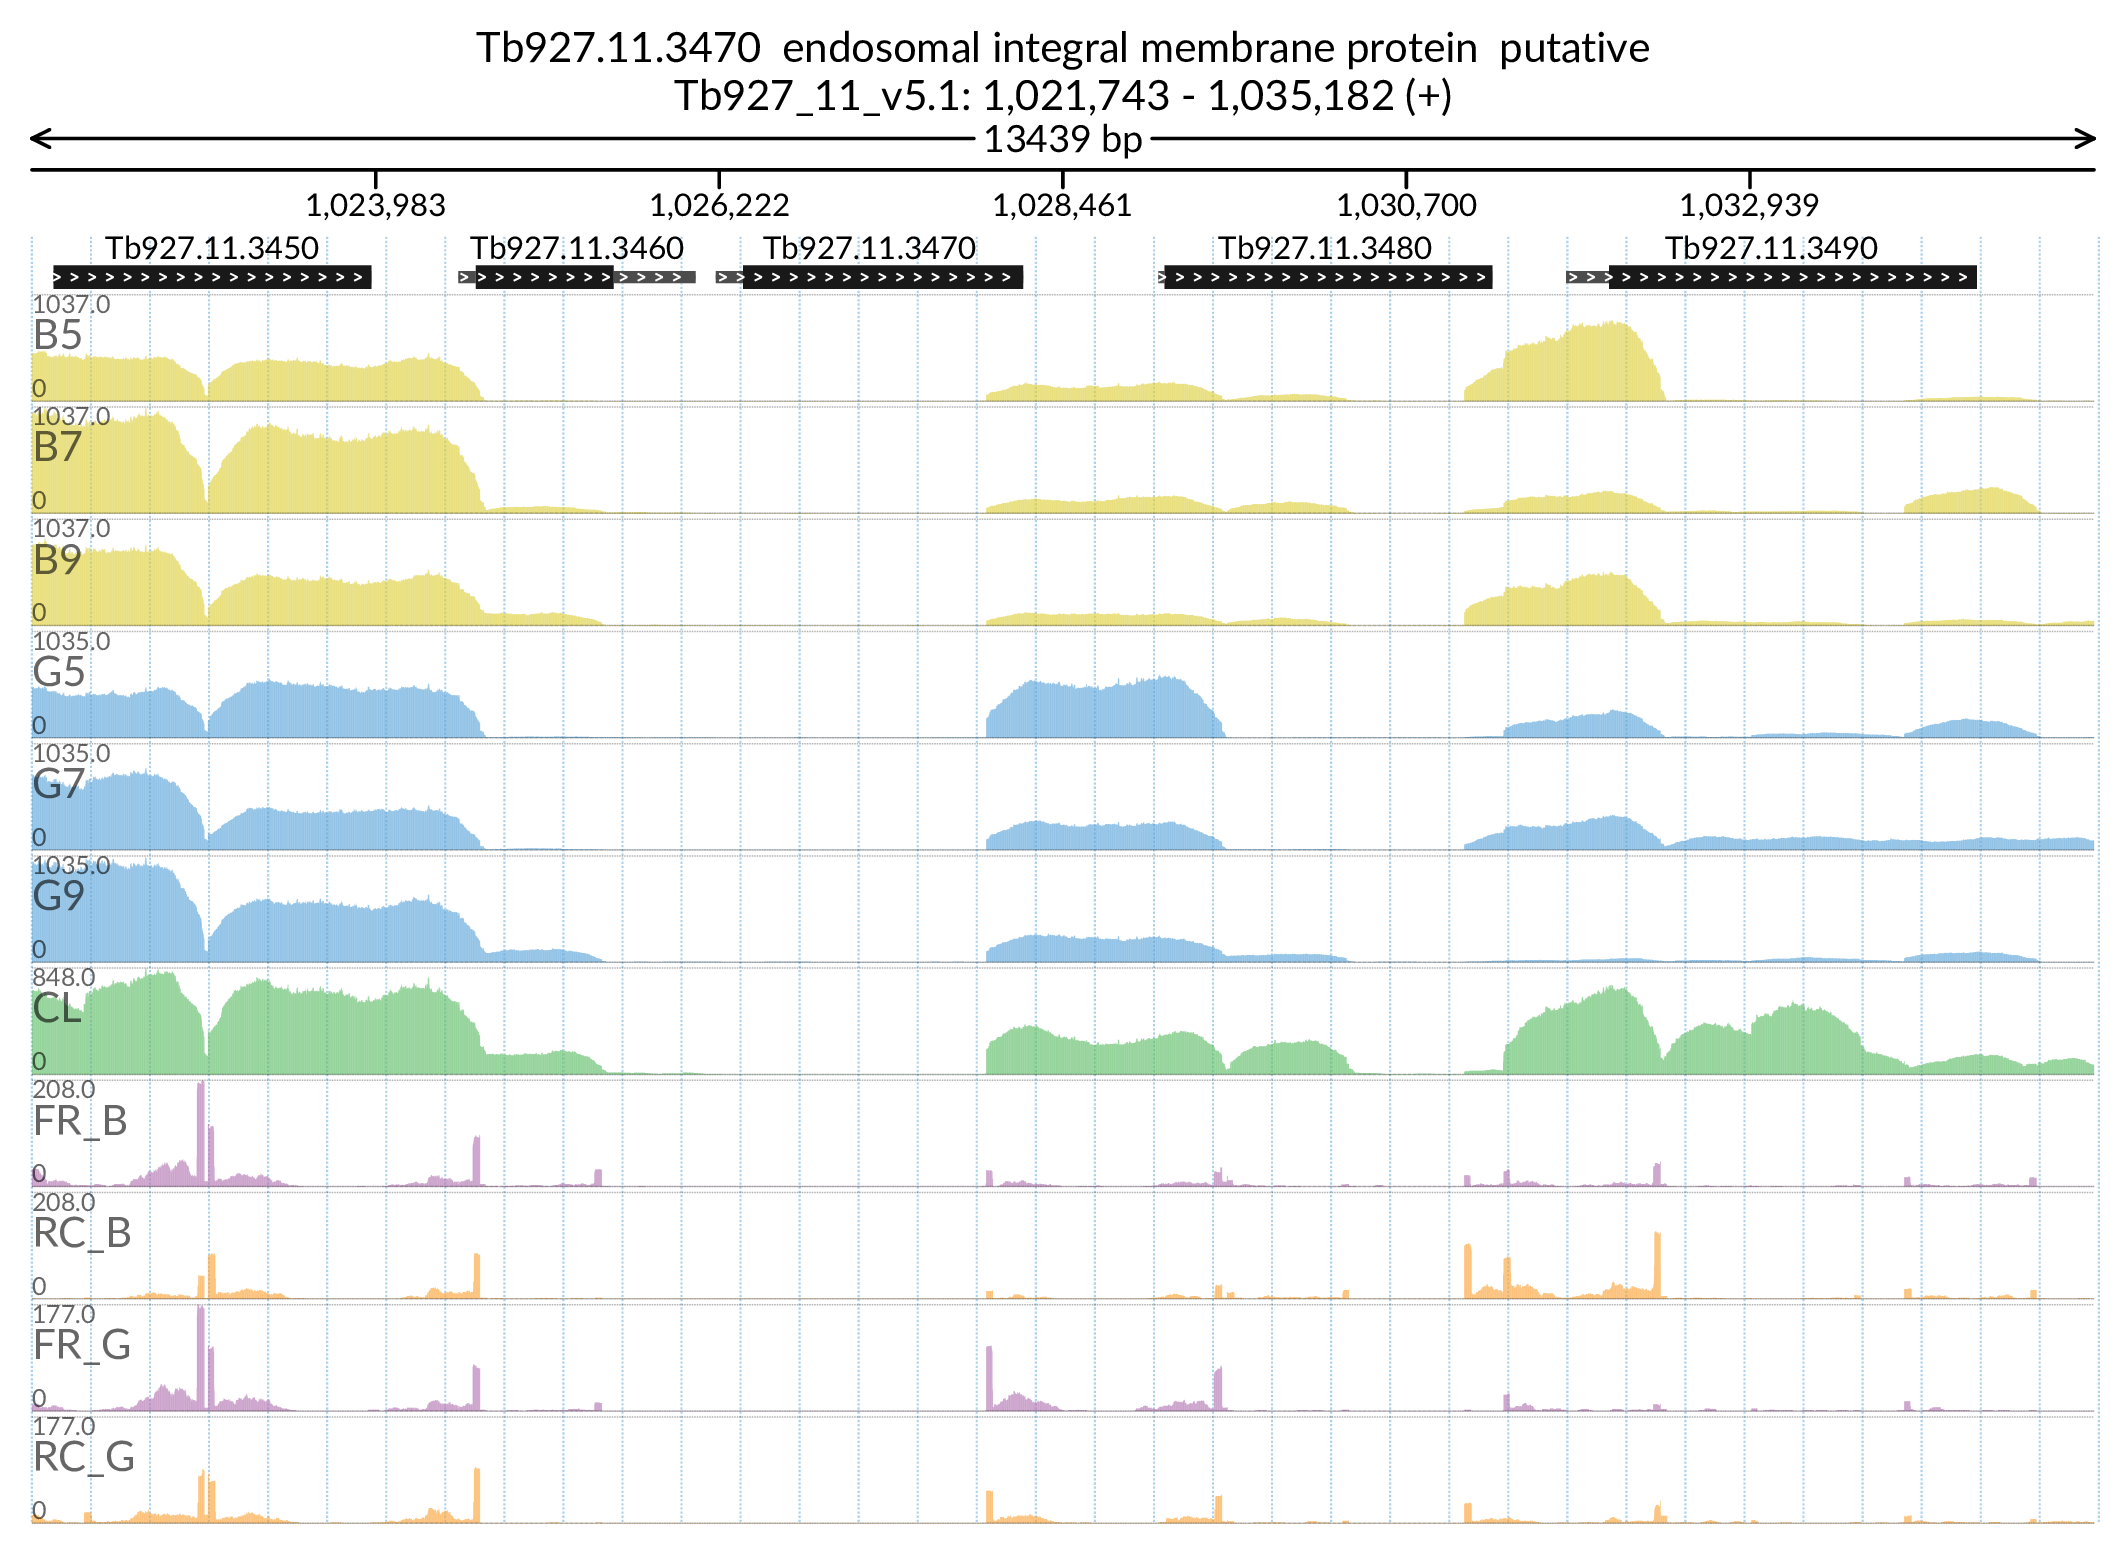 Tb927.11.3470  endosomal integral membrane protein  putative
Tb927_11_v5.1: 1,021,743 - 1,035,182 (+)
13439 bp
1,023,983 1,026,222 1,028,461 1,030,700 1,032,939
Tb927.11.3450 Tb927.11.3460 Tb927.11.3470 Tb927.11.3480 Tb927.11.3490
1037.0
B5
0
1037.0
B7
0
1037.0
B9
0
1035.0
G5
0
1035.0
G7
0
1035.0
G9
0
848.0
CL
0
208.0
FR_B
0
208.0
RC_B
0
177.0
FR_G
0
177.0
RC_G
0